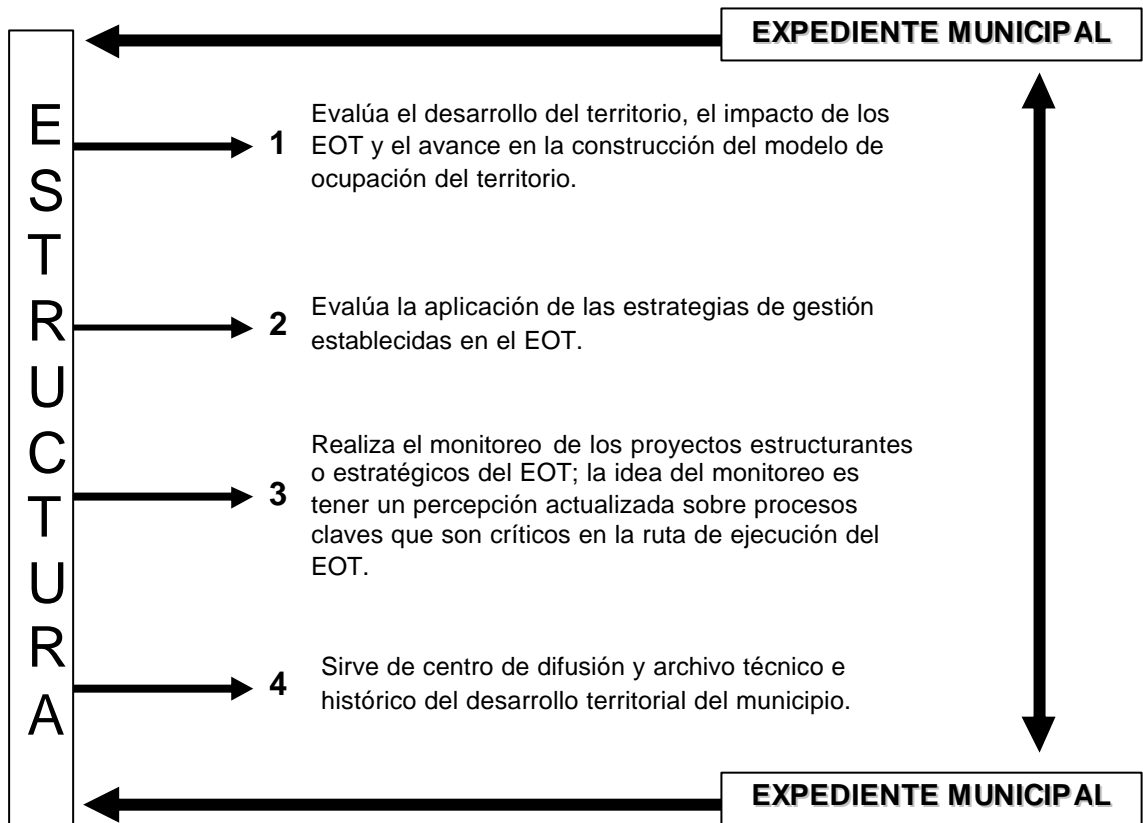 EXPEDIENTE MUNICIPAL
ESTRUCTURA
1 Evalúa el desarrollo del territorio, el impacto de los
EOT y el avance en la construcción del modelo de
ocupación del territorio.
2 Evalúa la aplicación de las estrategias de gestión
establecidas en el EOT.
3 Realiza el monitoreo de los proyectos estructurantes
o estratégicos del EOT; la idea del monitoreo es
tener un percepción actualizada sobre procesos
claves que son críticos en la ruta de ejecución del
EOT.
4 Sirve de centro de difusión y archivo técnico e
histórico del desarrollo territorial del municipio.
EXPEDIENTE MUNICIPAL